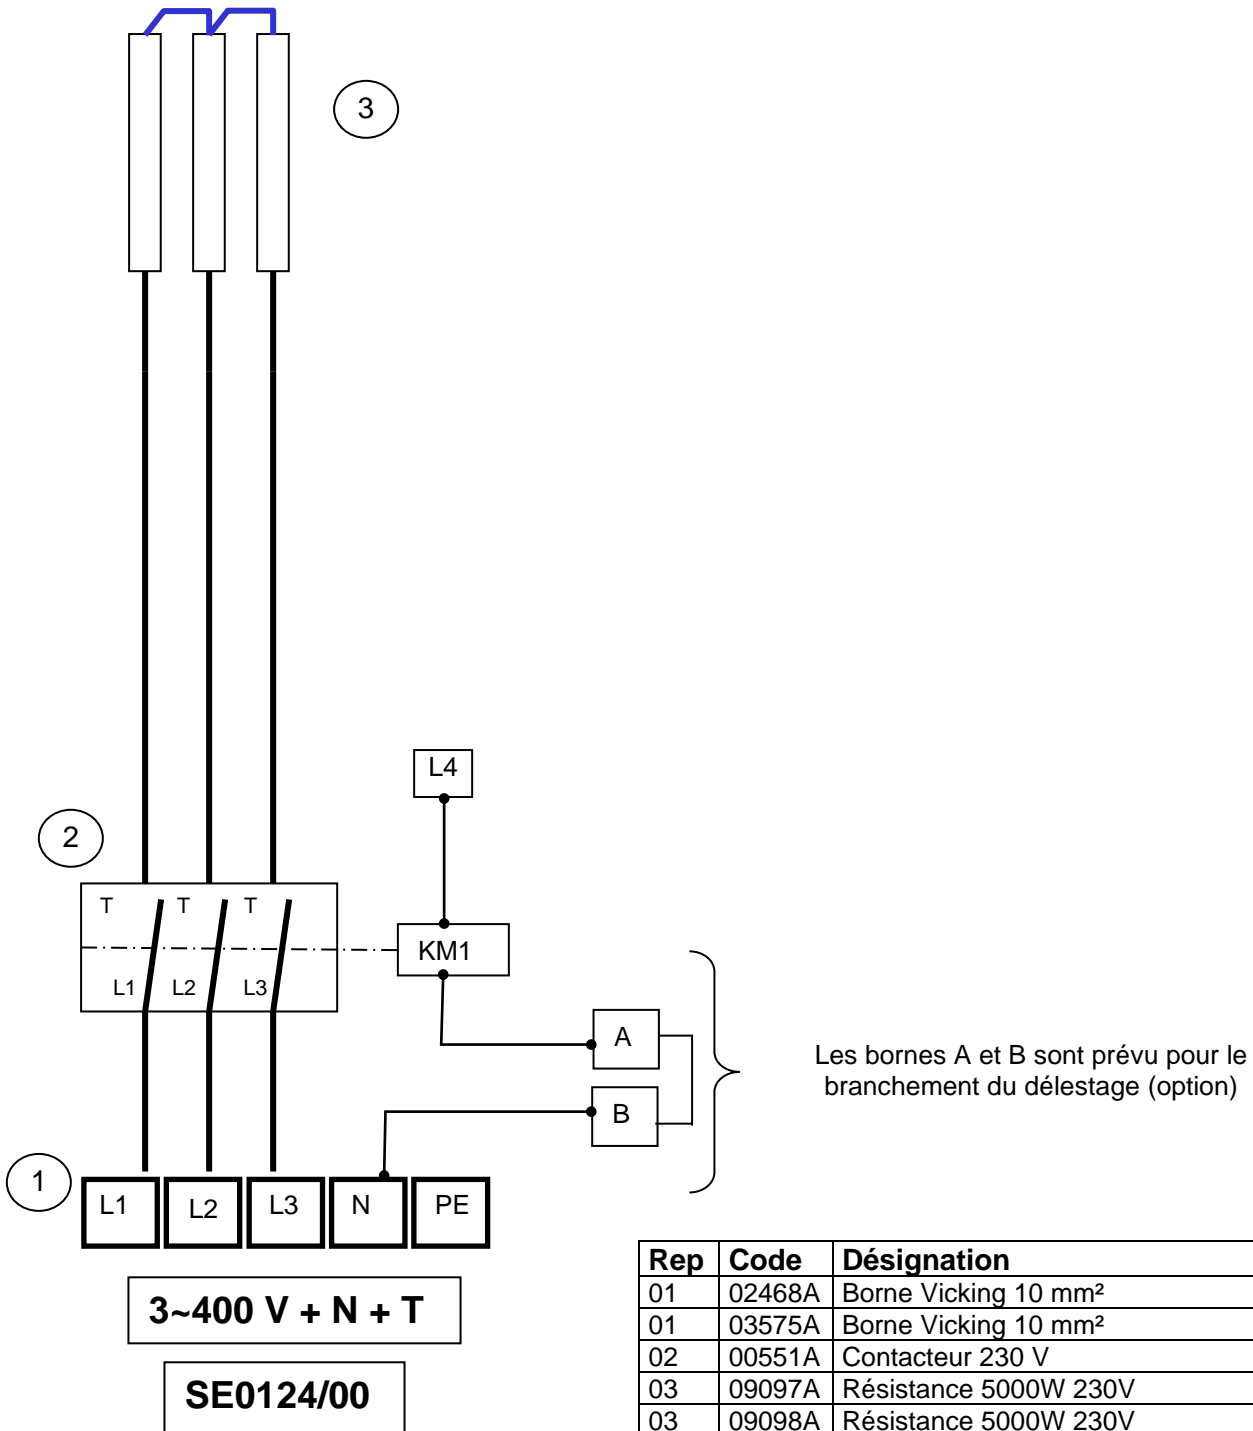 3
L4
2
T T T
KM1
L1 L2 L3
A
Les bornes A et B sont prévu pour le
branchement du délestage (option)
B
1
L1 L2 L3 N PE
3~400 V + N + T
SE0124/00
Rep Code Désignation
01 02468A Borne Vicking 10 mm²
01 03575A Borne Vicking 10 mm²
02 00551A Contacteur 230 V
03 09097A Résistance 5000W 230V
03 09098A Résistance 5000W 230V